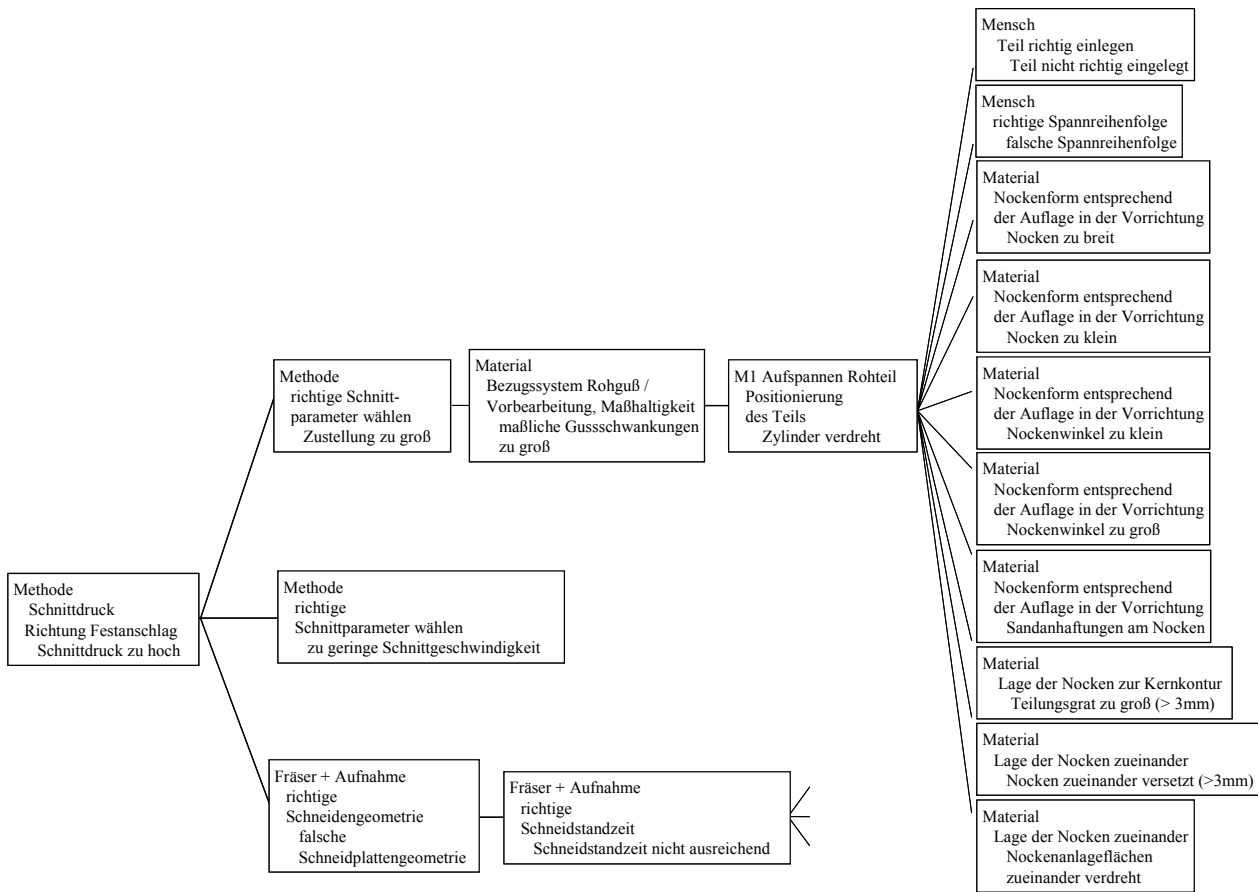 Methode
Schnittdruck
Richtung Festanschlag
Schnittdruck zu hoch
Methode
richtige Schnitt-
parameter wählen
Zustellung zu groß
Methode
richtige
Schnittparameter wählen
zu geringe Schnittgeschwindigkeit
Fräser + Aufnahme
richtige
Schneidengeometrie
falsche
Schneidplattengeometrie
Material
Bezugssystem Rohguß /
Vorbearbeitung, Maßhaltigkeit
maßliche Gussschwankungen
zu groß
Fräser + Aufnahme
richtige
Schneidstandzeit
Schneidstandzeit nicht ausreichend
M1 Aufspannen Rohteil
Positionierung
des Teils
Zylinder verdreht
Mensch
Teil richtig einlegen
Teil nicht richtig eingelegt
Mensch
richtige Spannreihenfolge
falsche Spannreihenfolge
Material
Nockenform entsprechend
der Auflage in der Vorrichtung
Nocken zu breit
Material
Nockenform entsprechend
der Auflage in der Vorrichtung
Nocken zu klein
Material
Nockenform entsprechend
der Auflage in der Vorrichtung
Nockenwinkel zu klein
Material
Nockenform entsprechend
der Auflage in der Vorrichtung
Nockenwinkel zu groß
Material
Nockenform entsprechend
der Auflage in der Vorrichtung
Sandanhaftungen am Nocken
Material
Lage der Nocken zur Kernkontur
Teilungsgrat zu groß (> 3mm)
Material
Lage der Nocken zueinander
Nocken zueinander versetzt (>3mm)
Material
Lage der Nocken zueinander
Nockenanlageflächen
zueinander verdreht